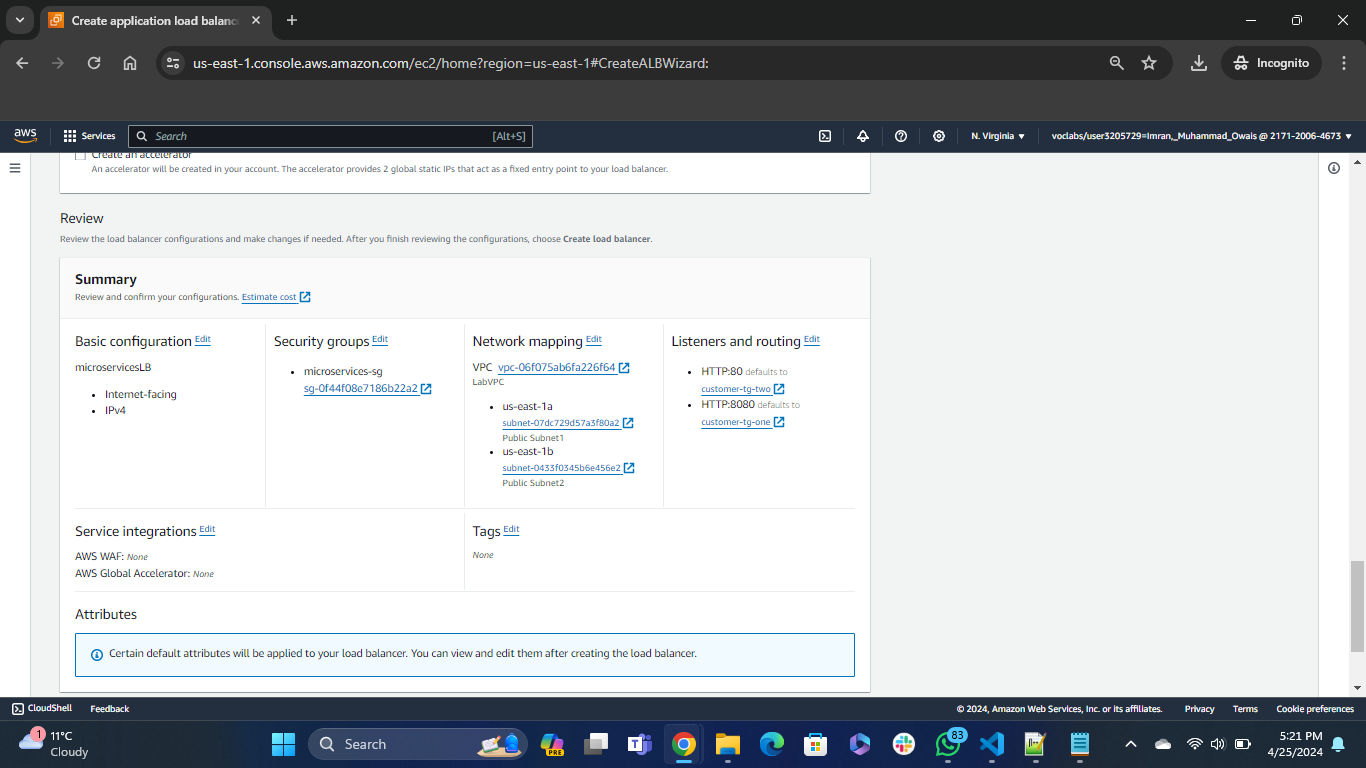 Create application load balanc
us-east-1.console.aws.amazon.com/ec2/home?region=us-east-1#CreateALBWizard:
Incognito
aws
Services
Search
[Alt+S]
N. Virginia
voclabs/user3205729=Imran,_Muhammad_Owais @ 2171-2006-4673
Create an accelerator
An accelerator will be created in your account. The accelerator provides 2 global static IPs that act as a fixed entry point to your load balancer.
Review
Review the load balancer configurations and make changes if needed. After you finish reviewing the configurations, choose Create load balancer.
Summary
Review and confirm your configurations. Estimate cost
Basic configuration Edit
microservicesLB
• Internet-facing
• IPv4
Security groups Edit
• microservices-sg
sg-0f44f08e7186b22a2
Network mapping Edit
VPC vpc-06f075ab6fa226f64
LabVPC
• us-east-1a
subnet-07dc729d57a3f80a2
Public Subnet1
• us-east-1b
subnet-0433f0345b6e456e2
Public Subnet2
Listeners and routing Edit
• HTTP:80 defaults to
customer-tg-two
• HTTP:8080 defaults to
customer-tg-one
Service integrations Edit
AWS WAF: None
AWS Global Accelerator: None
Tags Edit
None
Attributes
Certain default attributes will be applied to your load balancer. You can view and edit them after creating the load balancer.
CloudShell
Feedback
© 2024, Amazon Web Services, Inc. or its affiliates.
Privacy
Terms
Cookie preferences
1
11°C
Cloudy
Search
PRE
83
5:21 PM
4/25/2024